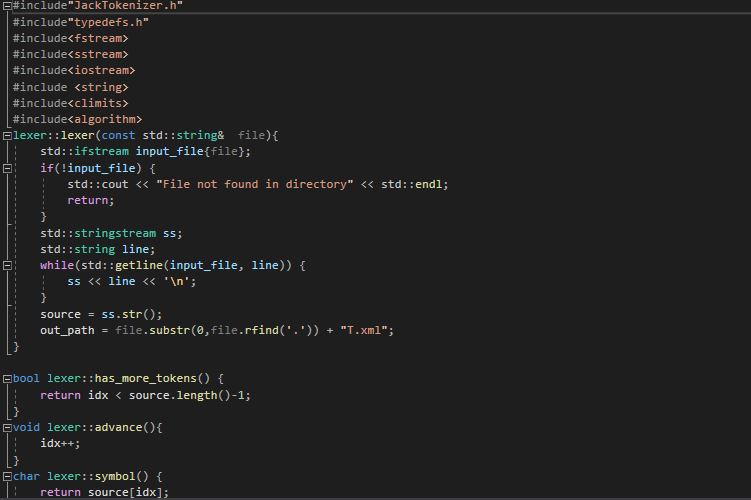 #include"JackTokenizer.h"
#include"typedefs.h"
#include<fstream>
#include<sstream>
#include<iostream>
#include <string>
#include<climits>
#include<algorithm>
lexer::lexer(const std::string&  file){
    std::ifstream input_file{file};
    if(!input_file) {
        std::cout << "File not found in directory" << std::endl;
        return;
    }
    std::stringstream ss;
    std::string line;
    while(std::getline(input_file, line)) {
        ss << line << '\n';
    }
    source = ss.str();
    out_path = file.substr(0,file.rfind('.')) + "T.xml";
}
bool lexer::has_more_tokens() {
    return idx < source.length()-1;
}
void lexer::advance(){
    idx++;
}
char lexer::symbol() {
    return source[idx];